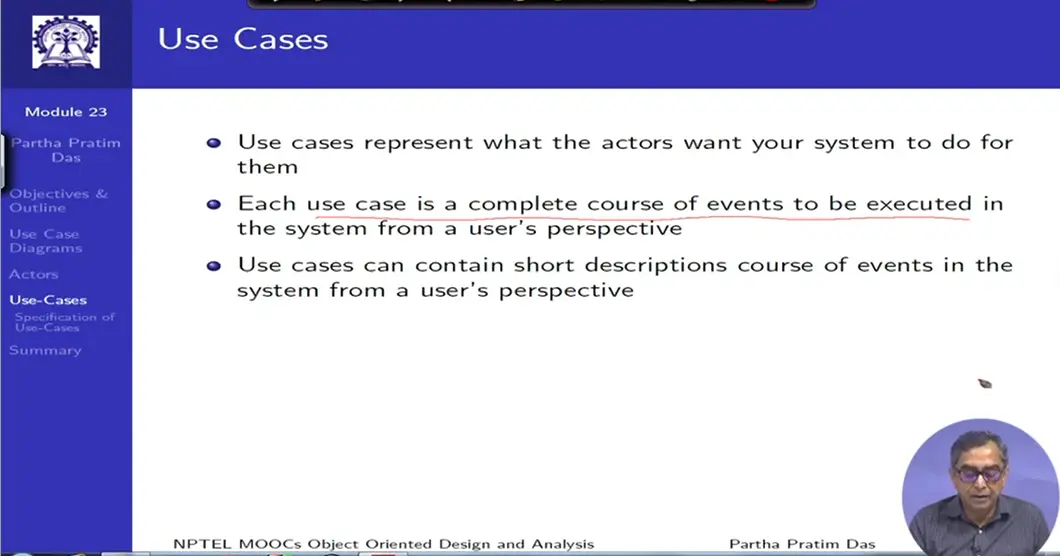 Use Cases
Module 23
Partha Pratim
Das
Objectives &
Outline
Use Case
Diagrams
Actors
Use-Cases
Specification of
Use-Cases
Summary
Use cases represent what the actors want your system to do for
them
Each use case is a complete course of events to be executed in
the system from a user's perspective
Use cases can contain short descriptions course of events in the
system from a user's perspective
NPTEL MOOCs Object Oriented Design and Analysis
Partha Pratim Das